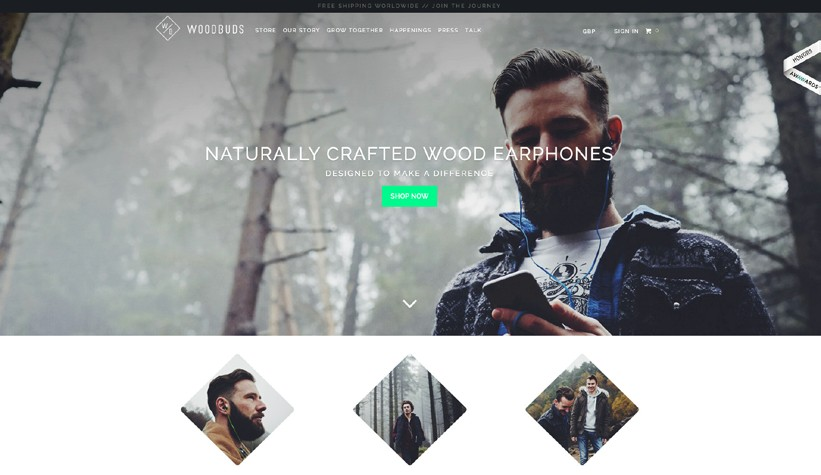 FREE SHIPPING WORLDWIDE // JOIN THE JOURNEY
WOODBUDS STORE OUR STORY GROW TOGETHER HAPPENINGS PRESS TALK GBP SIGN IN 0
HONORS
AWWWARDS
NATURALLY CRAFTED WOOD EARPHONES
DESIGNED TO MAKE A DIFFERENCE
SHOP NOW